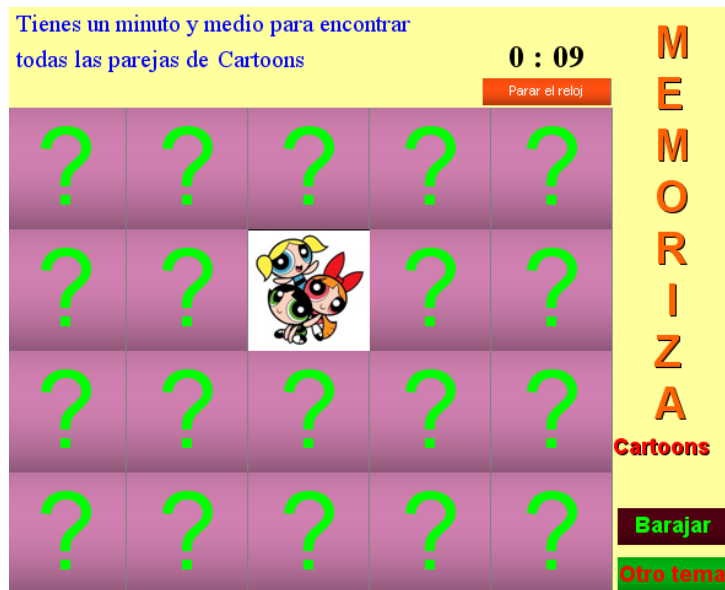 Tienes un minuto y medio para encontrar
todas las parejas de Cartoons
0 : 09
Parar el reloj
? ? ? ? ?
? ? ? ?
? ? ? ? ?
? ? ? ? ?
M
E
M
O
R
I
Z
A
Cartoons
Barajar
Otro tema